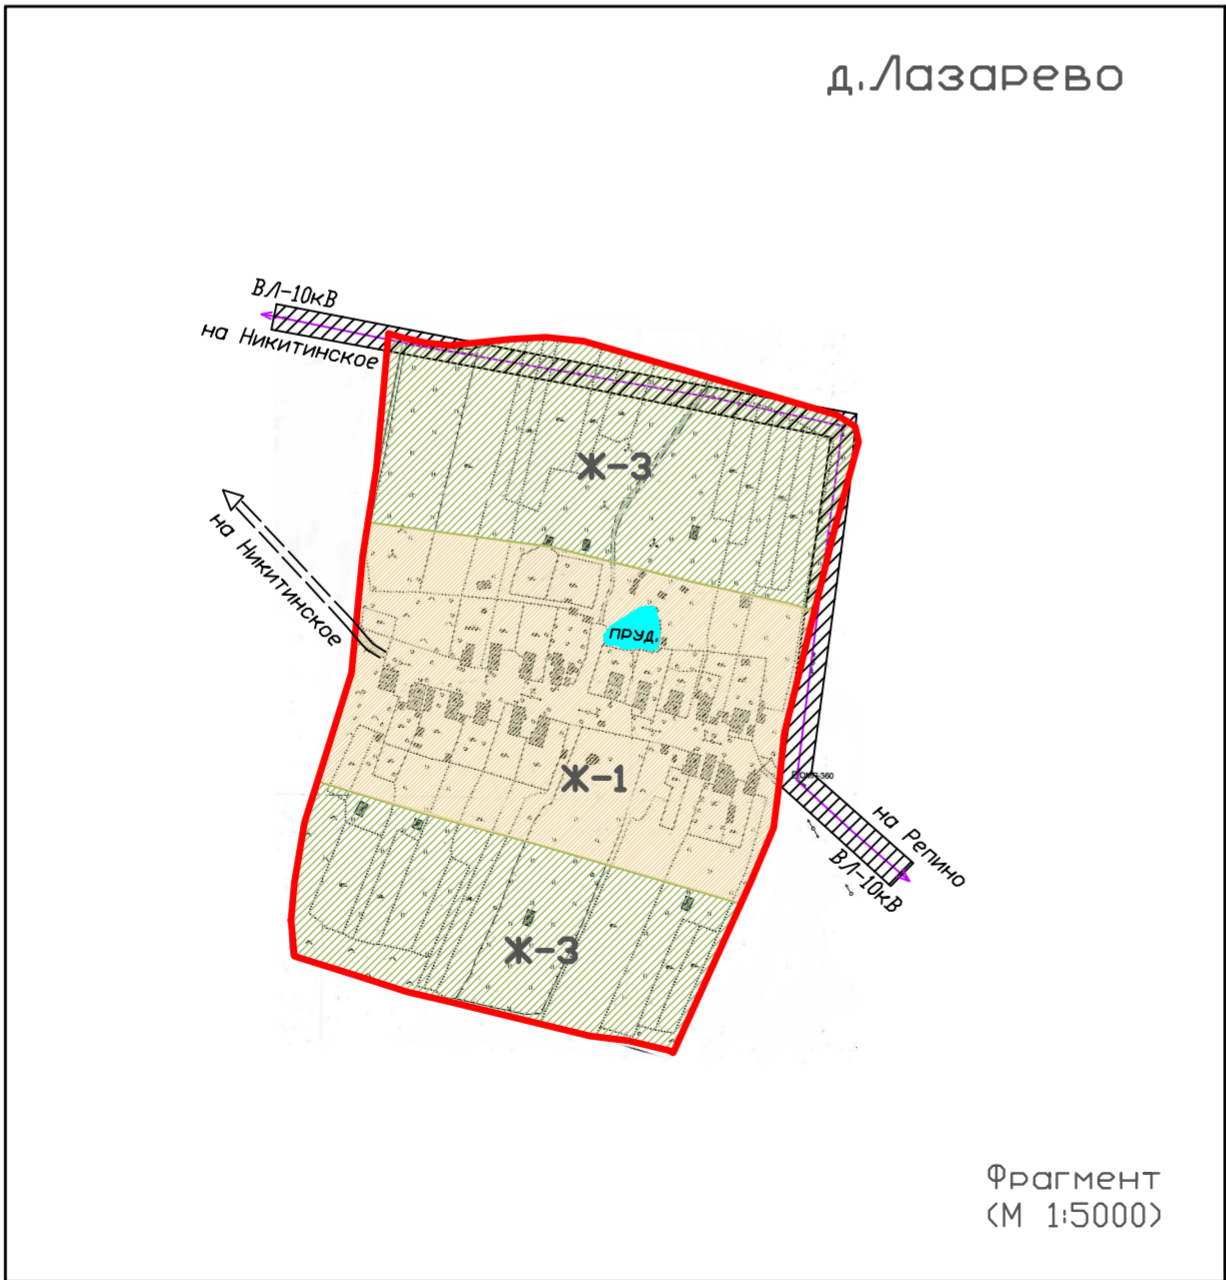 д.Лазарево
ВЛ-10кВ
на Никитинское
Ж-3
на Никитинское
ПРУД.
Ж-1
на Репино
ВЛ-10кВ
Ж-3
Фрагмент
(М 1:5000)